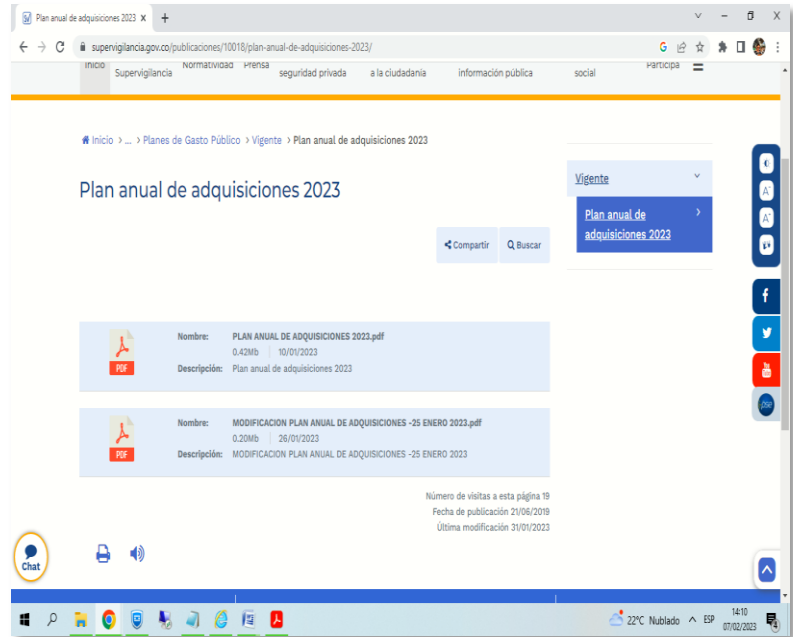 Plan anual de adquisiciones 2023 x +
supervigilancia.gov.co/publicaciones/10018/plan-anual-de-adquisiciones-2023/
Inicio Supervigilancia Normatividad Prensa seguridad privada a la ciudadanía información pública social Participa
Inicio > ... > Planes de Gasto Público > Vigente > Plan anual de adquisiciones 2023
Plan anual de adquisiciones 2023
Vigente
Plan anual de
adquisiciones 2023
Compartir Buscar
Nombre: PLAN ANUAL DE ADQUISICIONES 2023.pdf
0.42Mb 10/01/2023
PDF Descripción: Plan anual de adquisiciones 2023
Nombre: MODIFICACION PLAN ANUAL DE ADQUISICIONES -25 ENERO 2023.pdf
0.20Mb 26/01/2023
PDF Descripción: MODIFICACION PLAN ANUAL DE ADQUISICIONES -25 ENERO 2023
Número de visitas a esta página 19
Fecha de publicación 21/06/2019
Última modificación 31/01/2023
Chat
22°C Nublado ESP 14:10
07/02/2023